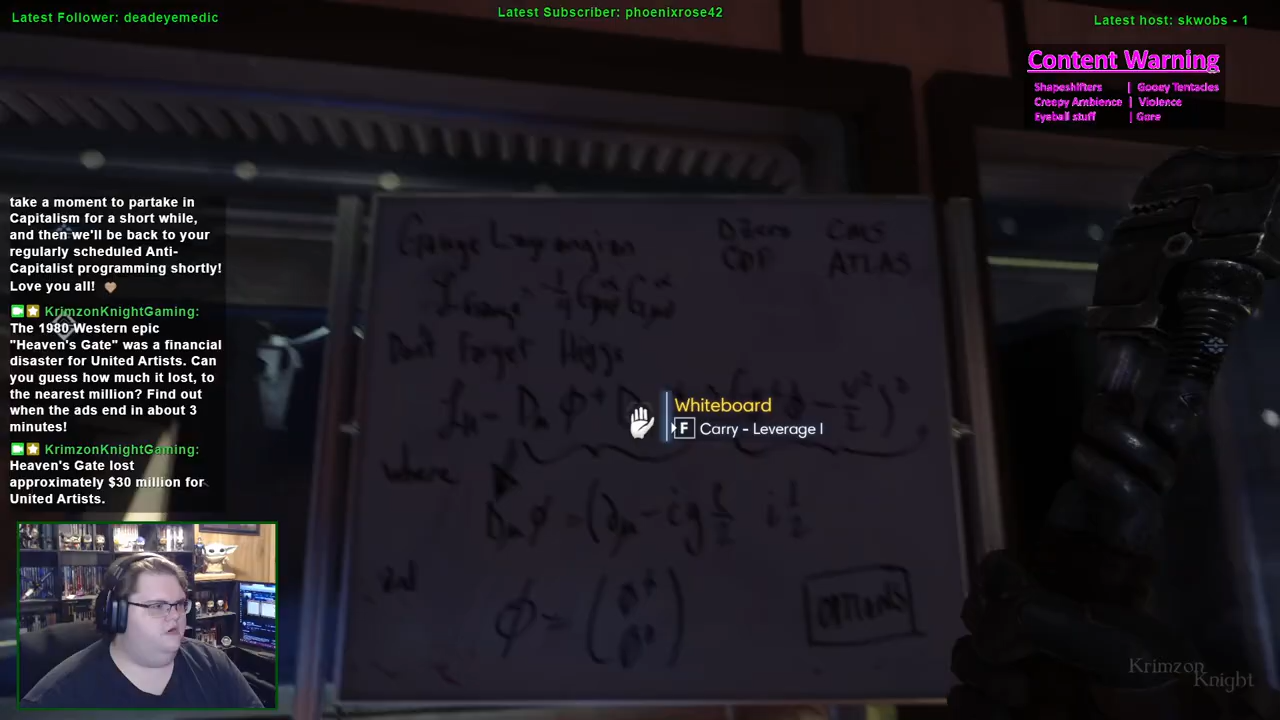 Latest Follower: deadeyemedic
Latest Subscriber: phoenixrose42
Latest host: skwobs - 1
Content Warning
Shapeshifters | Gooey Tentacles
Creepy Ambience | Violence
Eyeball stuff | Gore
take a moment to partake in
Capitalism for a short while,
and then we'll be back to your
regularly scheduled Anti-
Capitalist programming shortly!
Love you all!
KrimzonKnightGaming:
The 1980 Western epic
"Heaven's Gate" was a financial
disaster for United Artists. Can
you guess how much it lost, to
the nearest million? Find out
when the ads end in about 3
minutes!
KrimzonKnightGaming:
Heaven's Gate lost
approximately $30 million for
United Artists.
Gauge Lagrangian
DZero CMS
CDF ATLAS
Don't Forget Higgs
Whiteboard
F Carry - Leverage I
where
and
OPTIONS
Krimzon
Knight